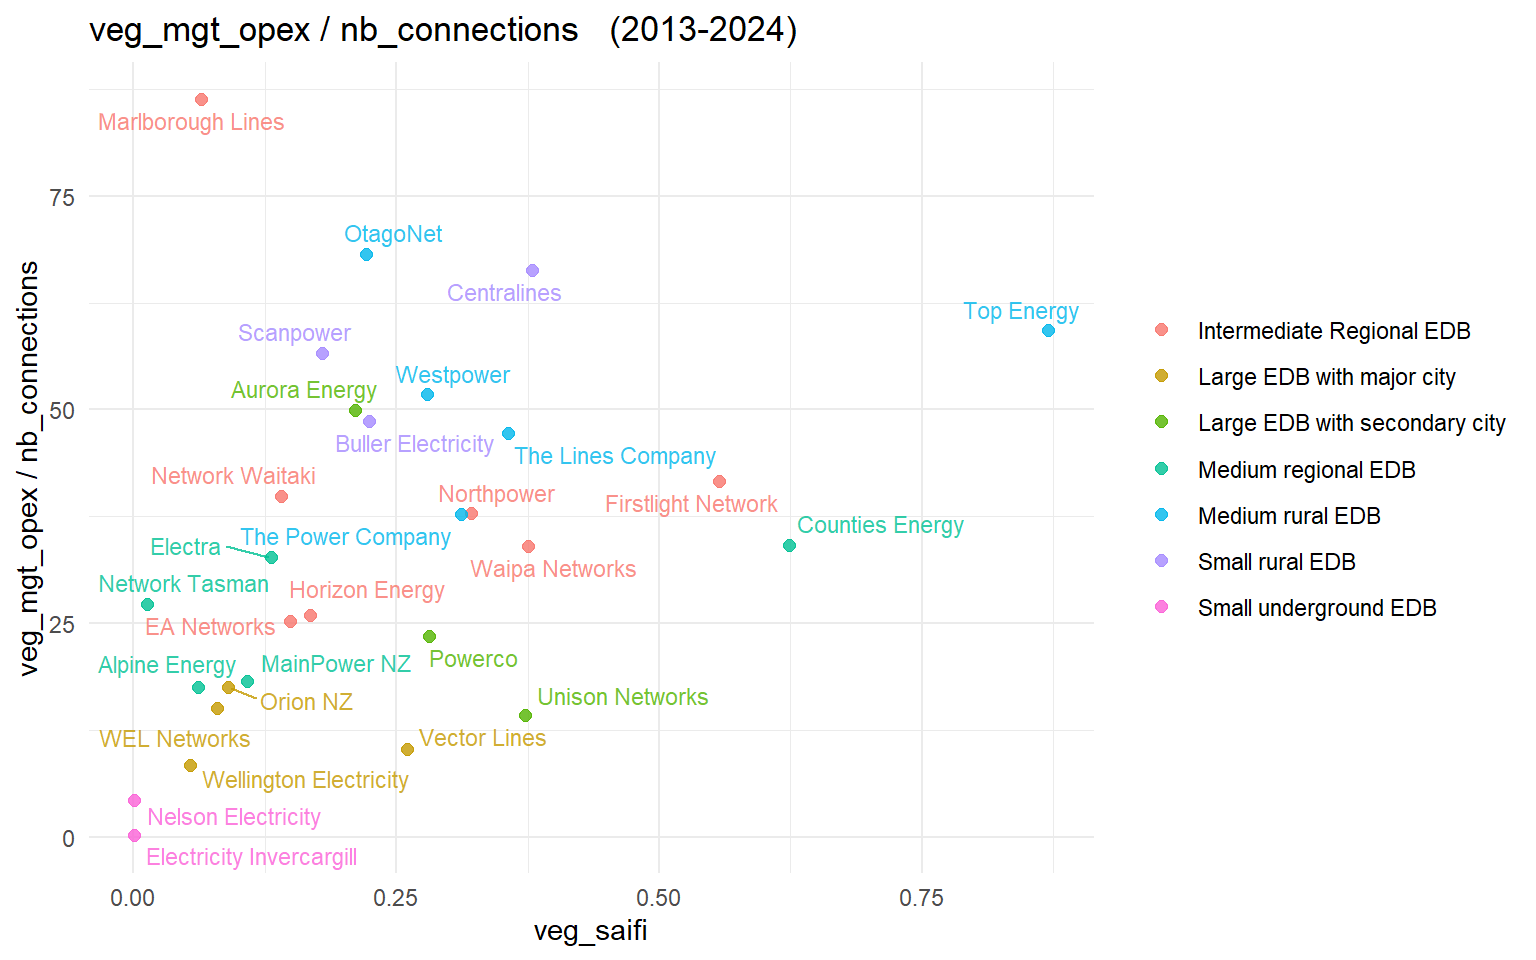 veg_mgt_opex / nb_connections   (2013-2024)
Marlborough Lines
75
OtagoNet
Centralines
Top Energy
Scanpower
Westpower
Aurora Energy
50
Buller Electricity
The Lines Company
Network Waitaki
Northpower
Firstlight Network
Counties Energy
The Power Company
Electra
Waipa Networks
Network Tasman
Horizon Energy
25
EA Networks
Powerco
Alpine Energy
MainPower NZ
Orion NZ
Unison Networks
WEL Networks
Vector Lines
Wellington Electricity
Nelson Electricity
0
Electricity Invercargill
veg_mgt_opex / nb_connections
0.00
0.25
0.50
0.75
veg_saifi
Intermediate Regional EDB
Large EDB with major city
Large EDB with secondary city
Medium regional EDB
Medium rural EDB
Small rural EDB
Small underground EDB